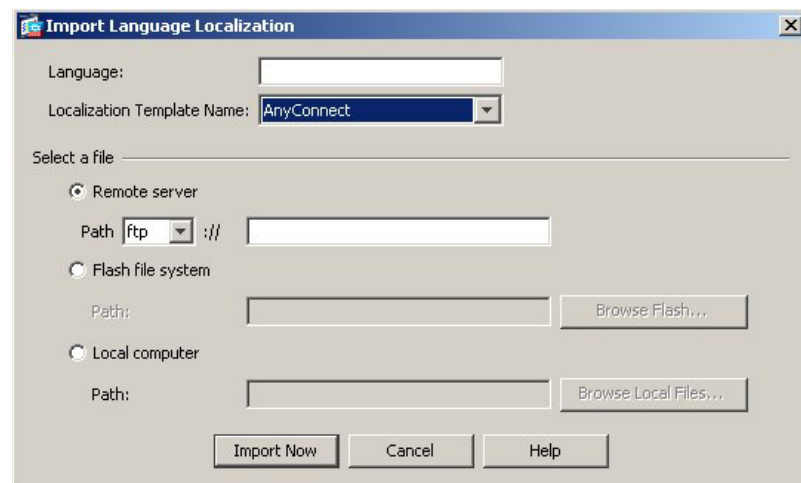 Import Language Localization
Language:
Localization Template Name: AnyConnect
Select a file
Remote server
Path ftp ://
Flash file system
Path: Browse Flash...
Local computer
Path: Browse Local Files...
Import Now Cancel Help